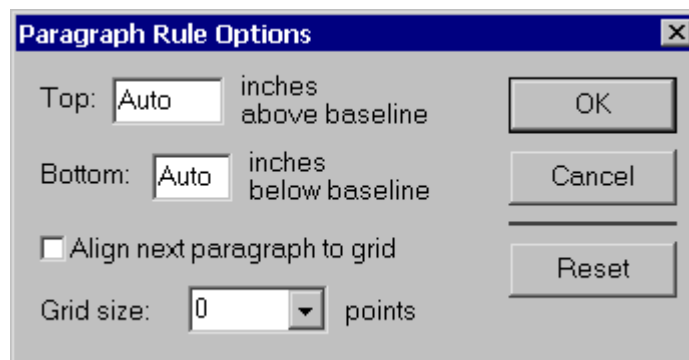 Paragraph Rule Options
Top: Auto inches
above baseline
OK
Bottom: Auto inches
below baseline
Cancel
Align next paragraph to grid
Reset
Grid size: 0 points